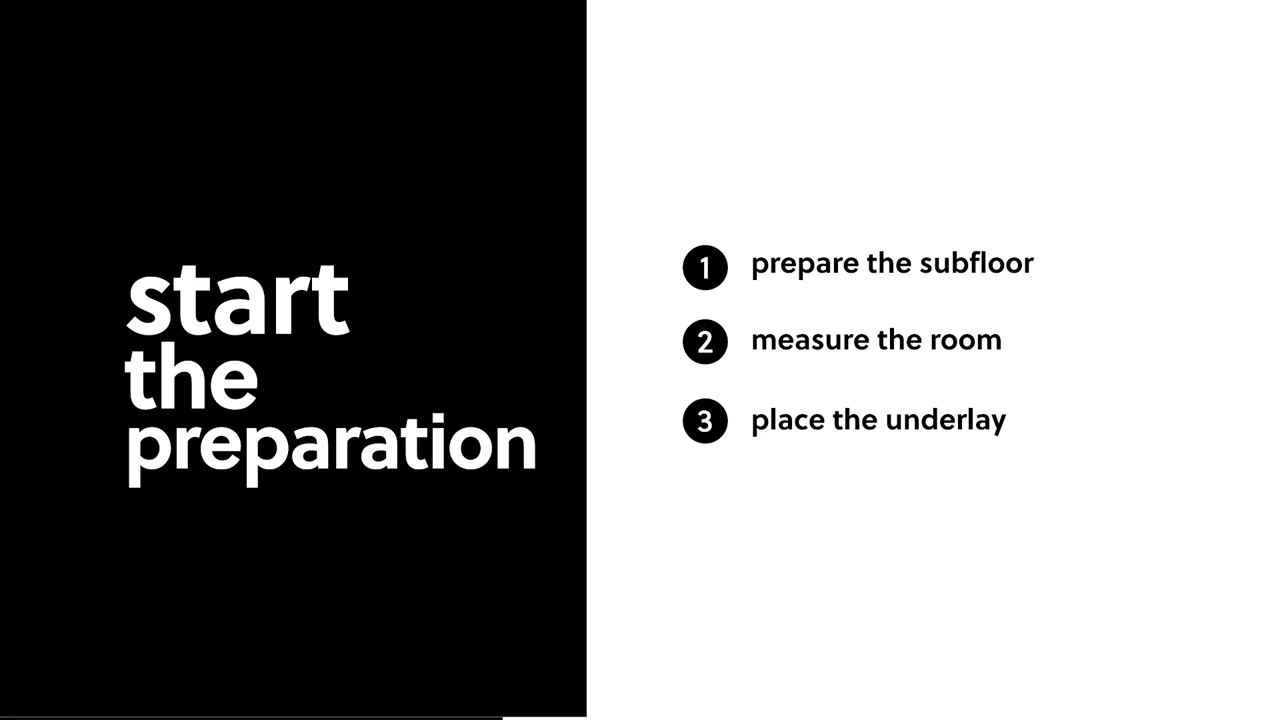 start
the
preparation
1 prepare the subfloor
2 measure the room
3 place the underlay